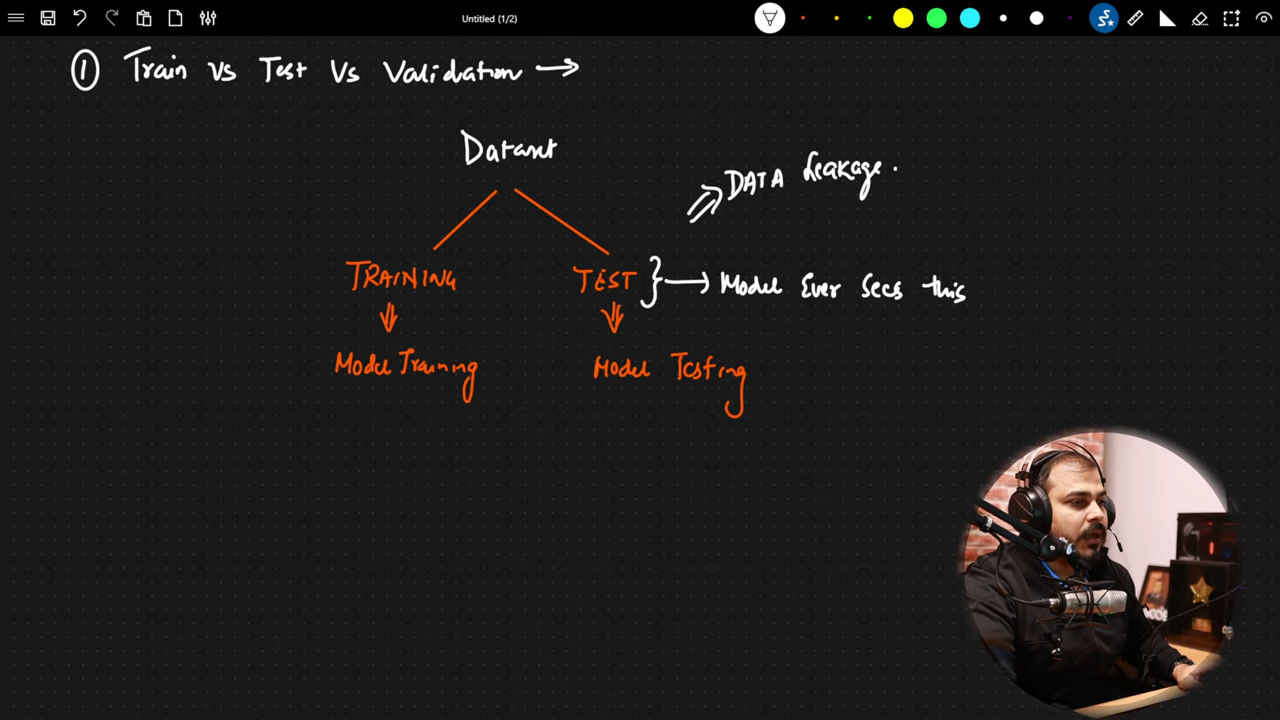 Untitled (1/2)
① Train vs Test Vs Validation →
Dataset
DATA Leakage.
TRAINING
TEST
Model Ever Sees this
Model Training
Model Testing